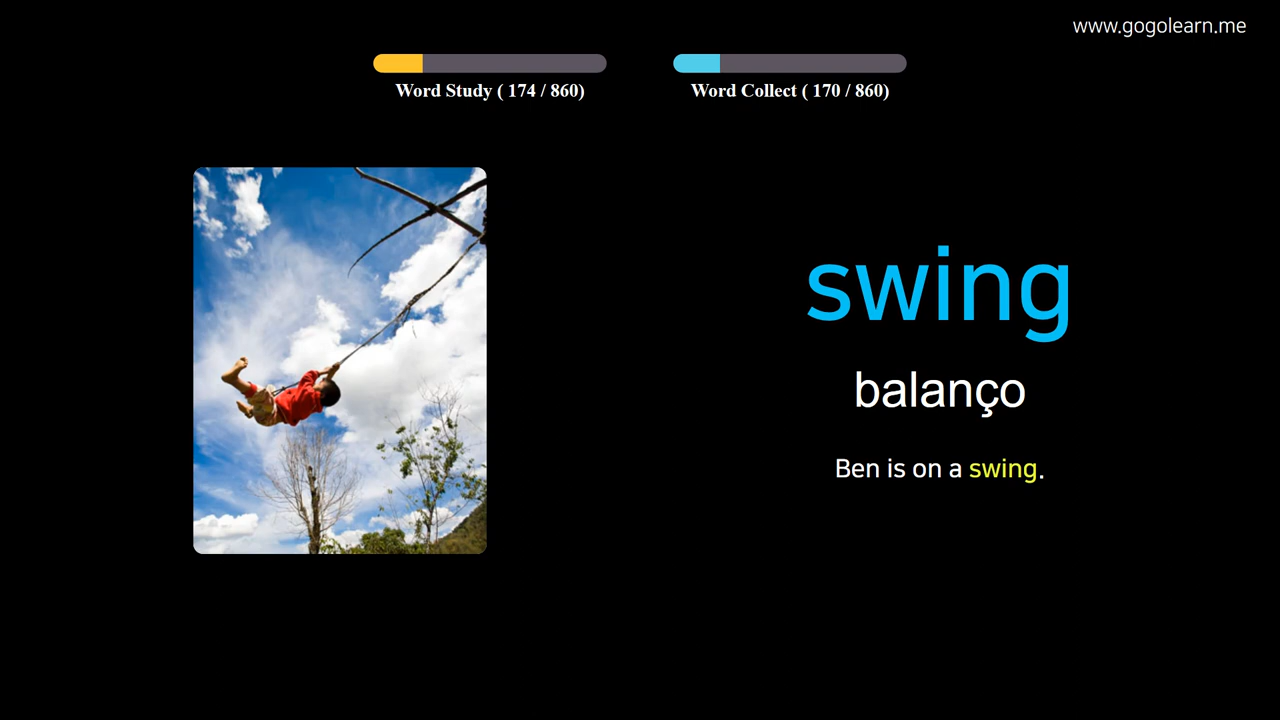 www.gogolearn.me
Word Study ( 174 / 860)
Word Collect ( 170 / 860)
swing
balanço
Ben is on a swing.